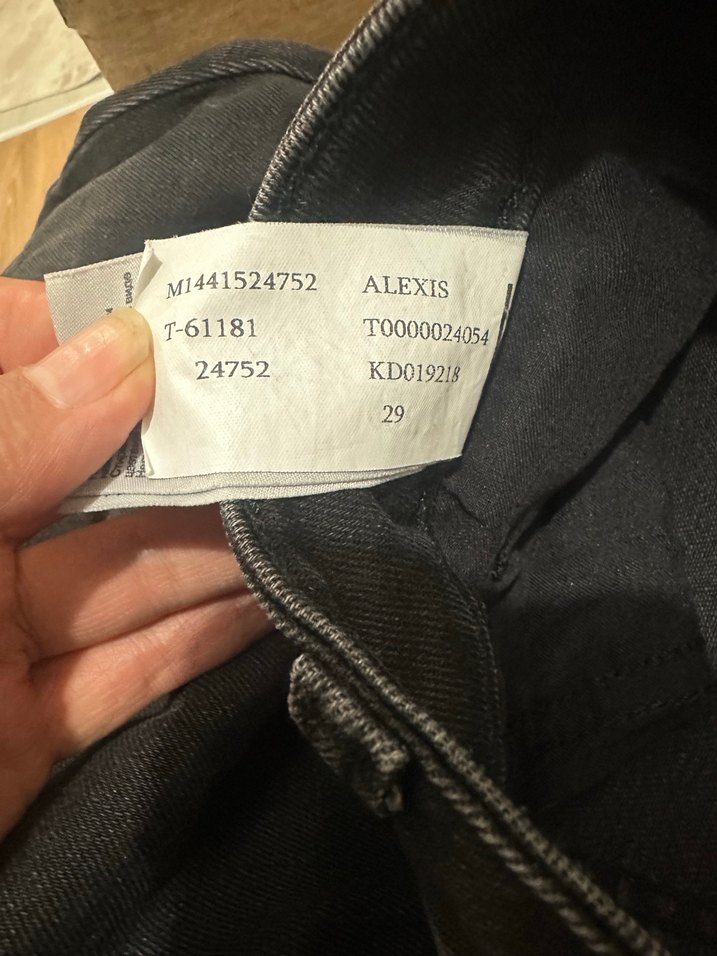 M1441524752 ALEXIS
T-61181 T0000024054
24752 KD019218
29